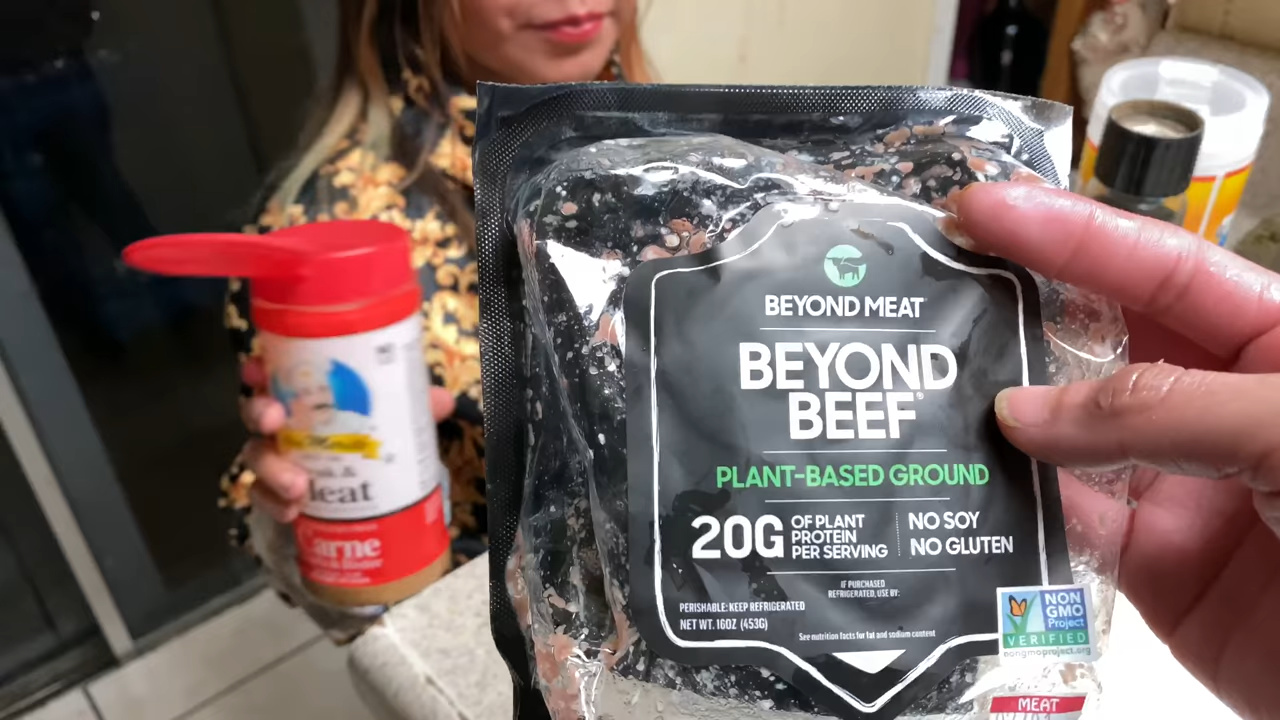 BEYOND MEAT
BEYOND
BEEF®
PLANT-BASED GROUND
20G
OF PLANT
PROTEIN
PER SERVING
NO SOY
NO GLUTEN
IF PURCHASED
REFRIGERATED, USE BY:
PERISHABLE: KEEP REFRIGERATED
NET WT. 16OZ (453G)
See nutrition facts for fat and sodium content
NON
GMO
Project
VERIFIED
nongmoproject.org
MEAT
Carne